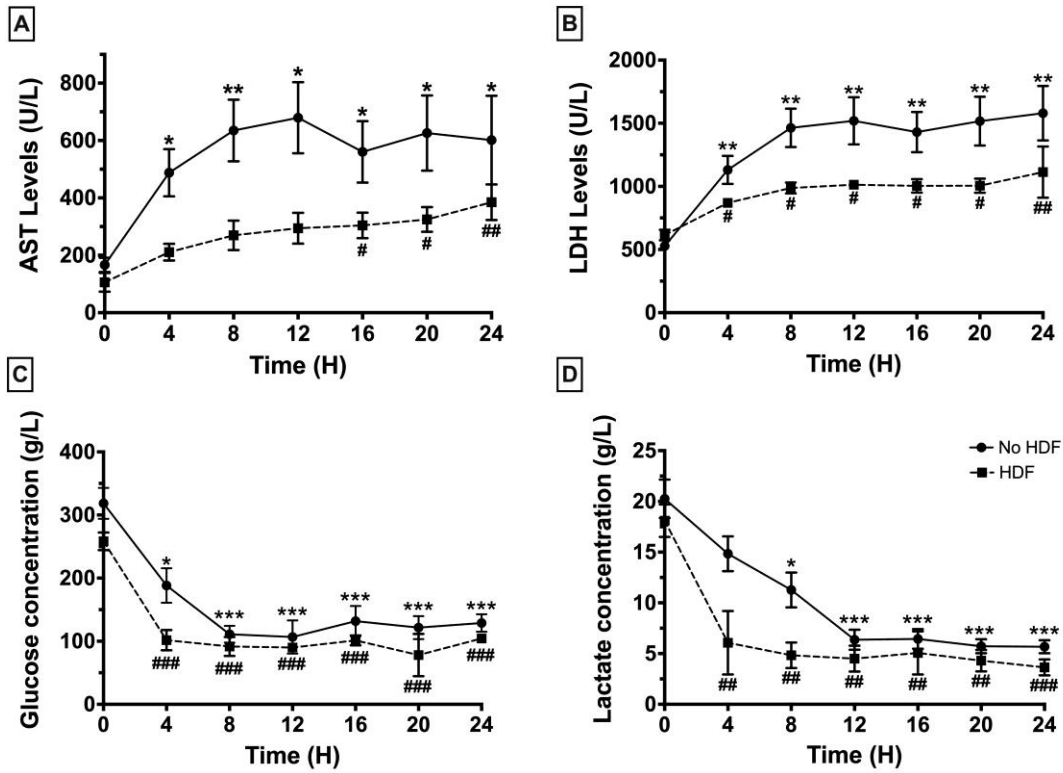 A
AST Levels (U/L)
800
600
400
200
0
* ** * * * *
# # ##
0 4 8 12 16 20 24
Time (H)
B
LDH Levels (U/L)
2000
1500
1000
500
0
** ** ** ** ** **
# # # # # ##
0 4 8 12 16 20 24
Time (H)
C
Glucose concentration (g/L)
400
300
200
100
0
* *** *** *** *** ***
### ### ### ### ### ###
0 4 8 12 16 20 24
Time (H)
D
Lactate concentration (g/L)
25
20
15
10
5
0
No HDF
HDF
* *** *** *** ***
## ## ## ## ## ###
0 4 8 12 16 20 24
Time (H)